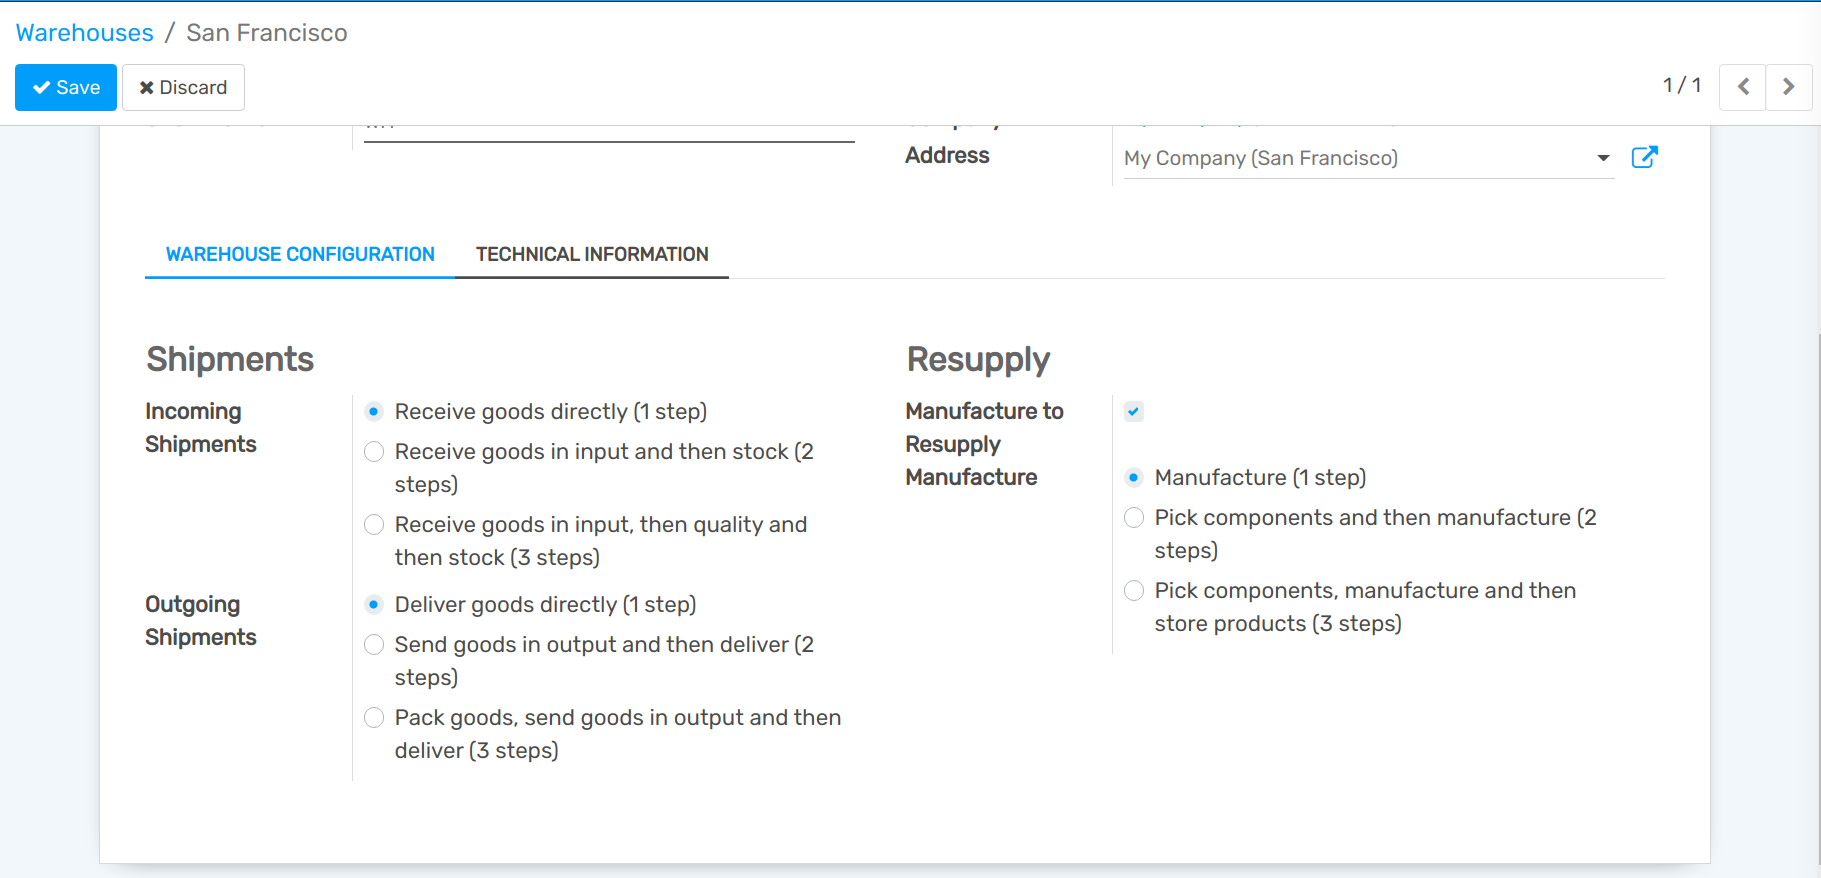 Warehouses / San Francisco
Save
Discard
1 / 1
Address
My Company (San Francisco)
WAREHOUSE CONFIGURATION
TECHNICAL INFORMATION
Shipments
Incoming
Shipments
Receive goods directly (1 step)
Receive goods in input and then stock (2
steps)
Receive goods in input, then quality and
then stock (3 steps)
Outgoing
Shipments
Deliver goods directly (1 step)
Send goods in output and then deliver (2
steps)
Pack goods, send goods in output and then
deliver (3 steps)
Resupply
Manufacture to
Resupply
Manufacture
Manufacture (1 step)
Pick components and then manufacture (2
steps)
Pick components, manufacture and then
store products (3 steps)